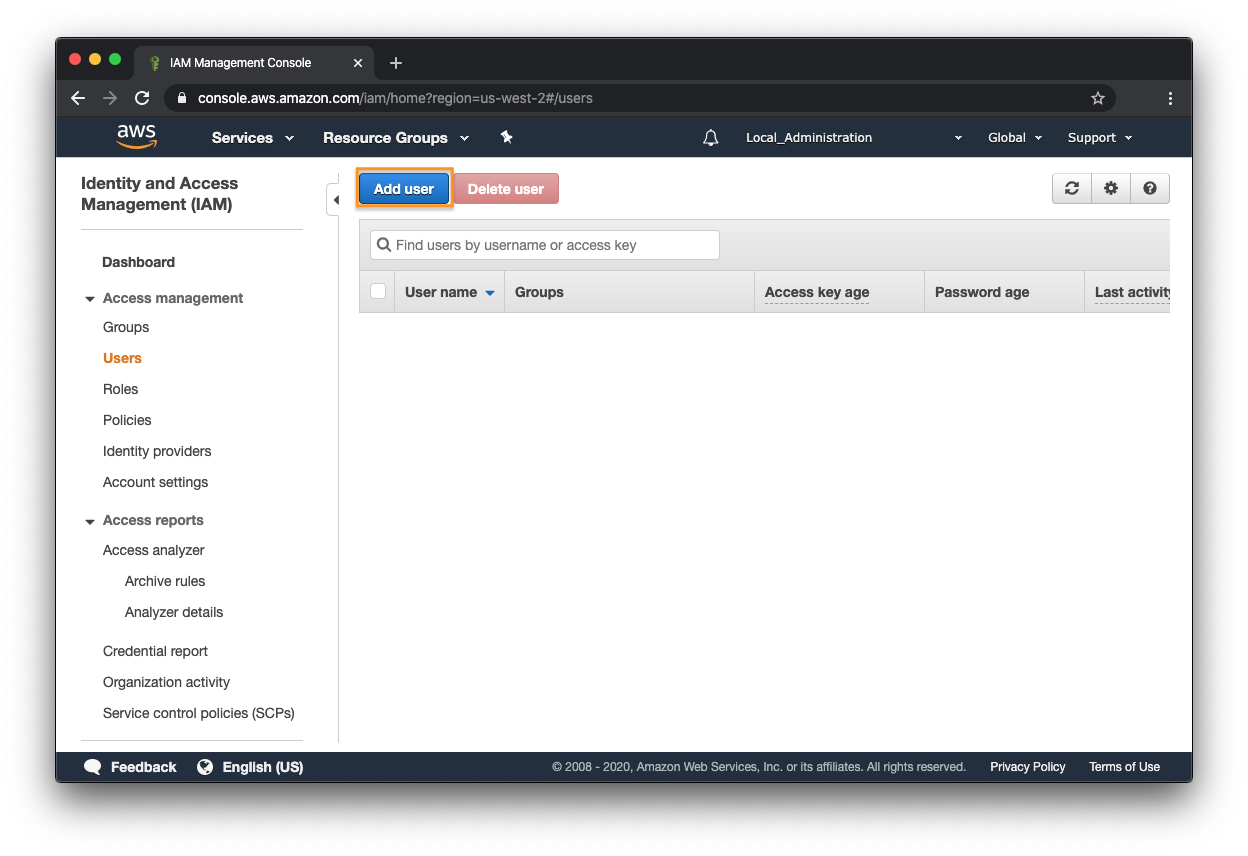 IAM Management Console
console.aws.amazon.com/iam/home?region=us-west-2#/users
aws
Services
Resource Groups
Local_Administration
Global
Support
Identity and Access
Management (IAM)
Add user
Delete user
Find users by username or access key
User name
Groups
Access key age
Password age
Last activity
Dashboard
Access management
Groups
Users
Roles
Policies
Identity providers
Account settings
Access reports
Access analyzer
Archive rules
Analyzer details
Credential report
Organization activity
Service control policies (SCPs)
Feedback
English (US)
© 2008 - 2020, Amazon Web Services, Inc. or its affiliates. All rights reserved.
Privacy Policy
Terms of Use